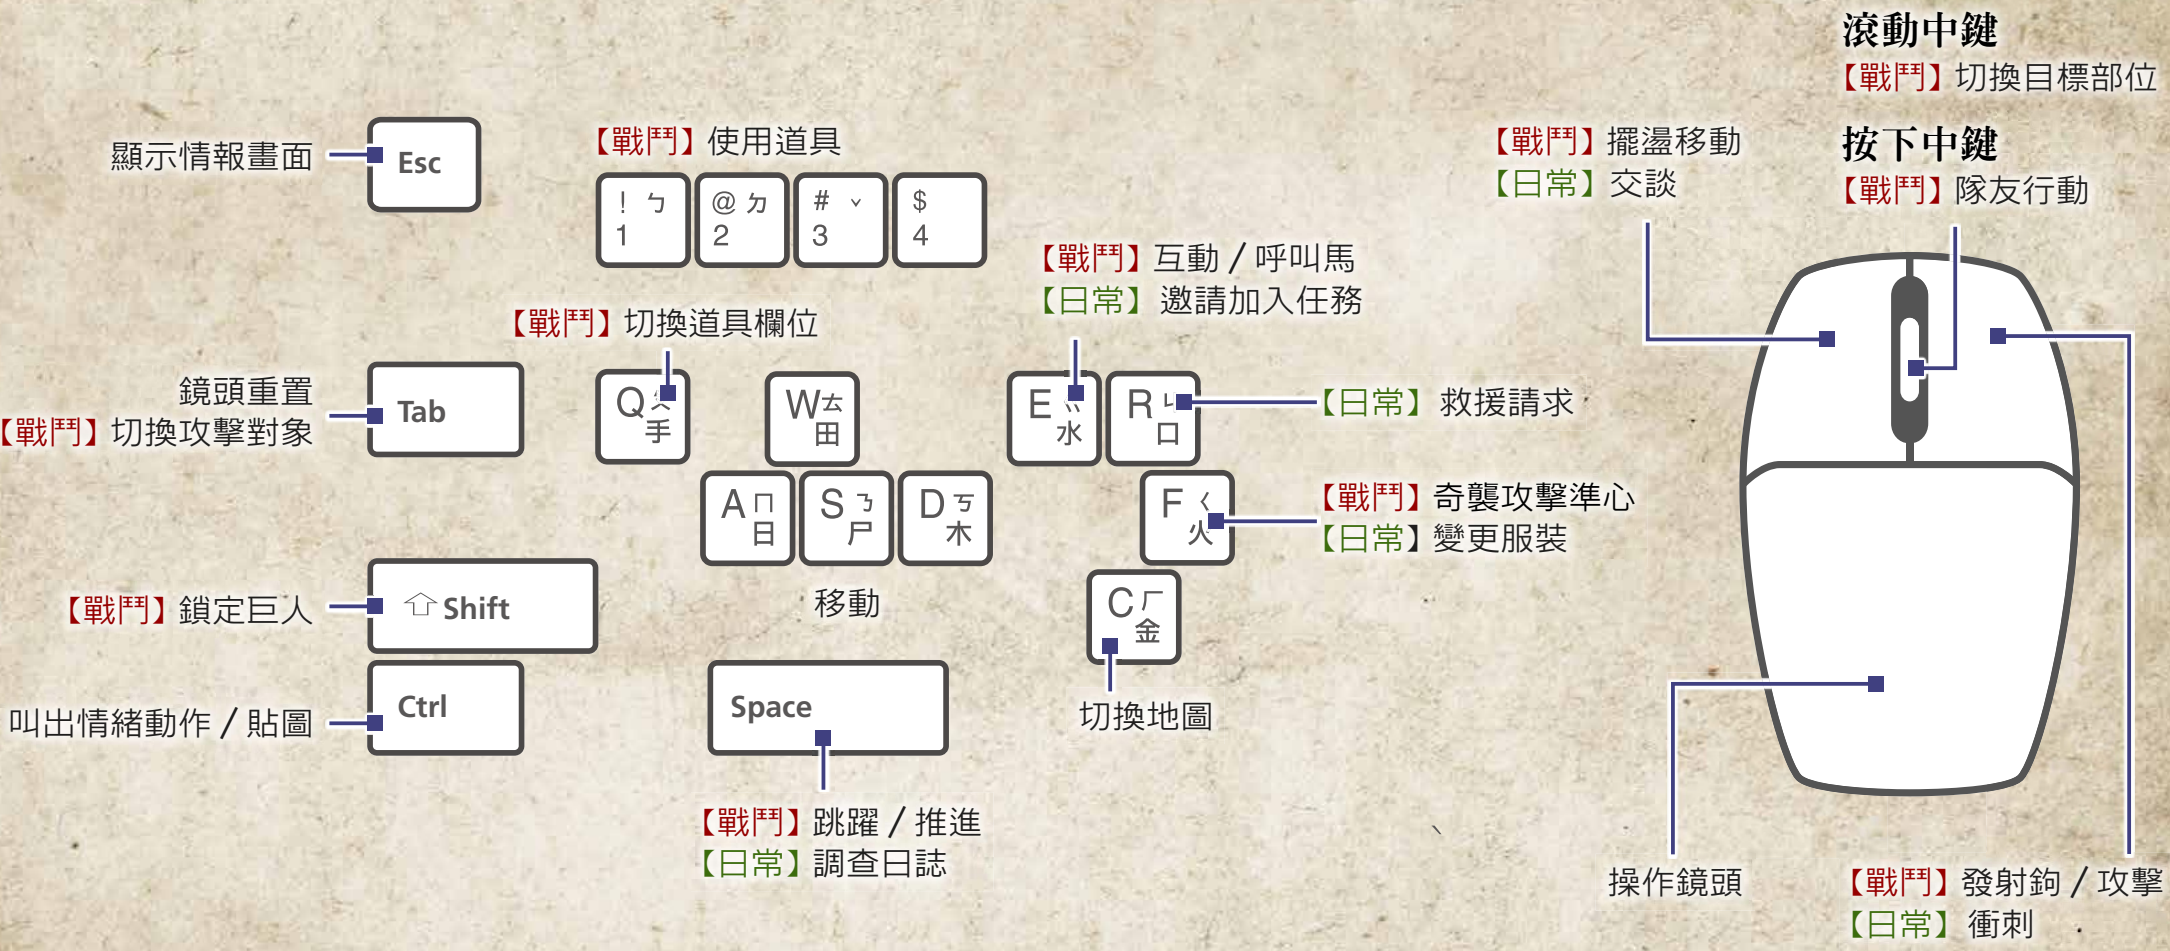 滾動中鍵
【戰鬥】切換目標部位
按下中鍵
【戰鬥】隊友行動
【戰鬥】擺盪移動
【日常】交談
顯示情報畫面
Esc
【戰鬥】使用道具
! ㄅ
1
@ ㄉ
2
# ˇ
3
$
4
【戰鬥】互動 / 呼叫馬
【日常】邀請加入任務
【戰鬥】切換道具欄位
鏡頭重置
【戰鬥】切換攻擊對象
Tab
Q ㄆ
手
W ㄊ
田
E ㄍ
水
R ㄐ
口
【日常】救援請求
A ㄇ
日
S ㄋ
尸
D ㄎ
木
移動
F ㄑ
火
【戰鬥】奇襲攻擊準心
【日常】變更服裝
【戰鬥】鎖定巨人
⇧ Shift
C ㄏ
金
切換地圖
叫出情緒動作 / 貼圖
Ctrl
Space
【戰鬥】跳躍 / 推進
【日常】調查日誌
操作鏡頭
【戰鬥】發射鉤 / 攻擊
【日常】衝刺